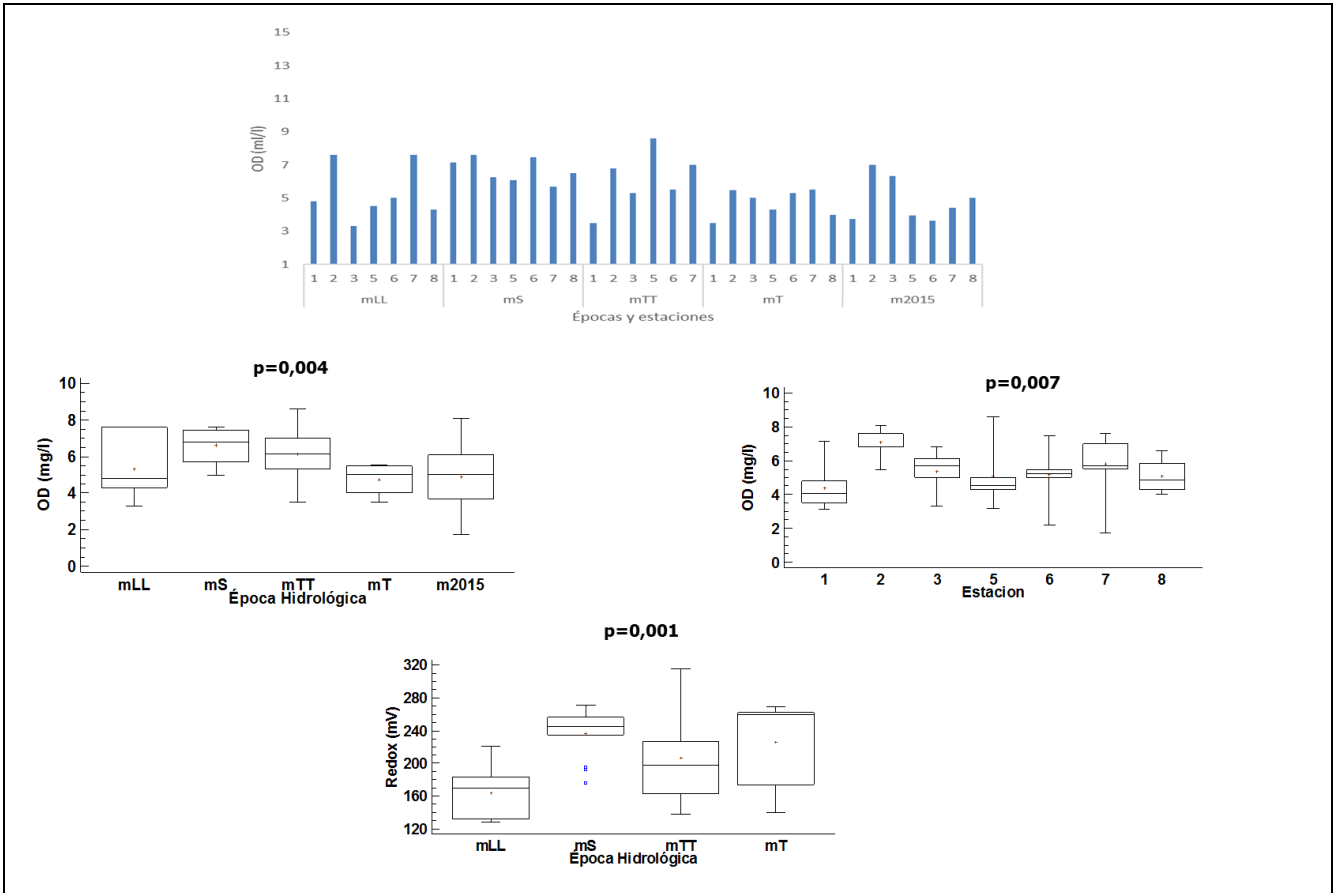 15
13
11
9
7
5
3
1
OD (ml/l)
1 2 3 5 6 7 8 1 2 3 5 6 7 8 1 2 3 5 6 7 1 2 3 5 6 7 8 1 2 3 5 6 7 8
mLL mS mTT mT m2015
Épocas y estaciones
p=0,004
10
8
6
4
2
0
OD (mg/l)
mLL mS mTT mT m2015
Época Hidrológica
p=0,007
10
8
6
4
2
0
OD (mg/l)
1 2 3 5 6 7 8
Estacion
p=0,001
320
280
240
200
160
120
Redox (mV)
mLL mS mTT mT
Época Hidrológica